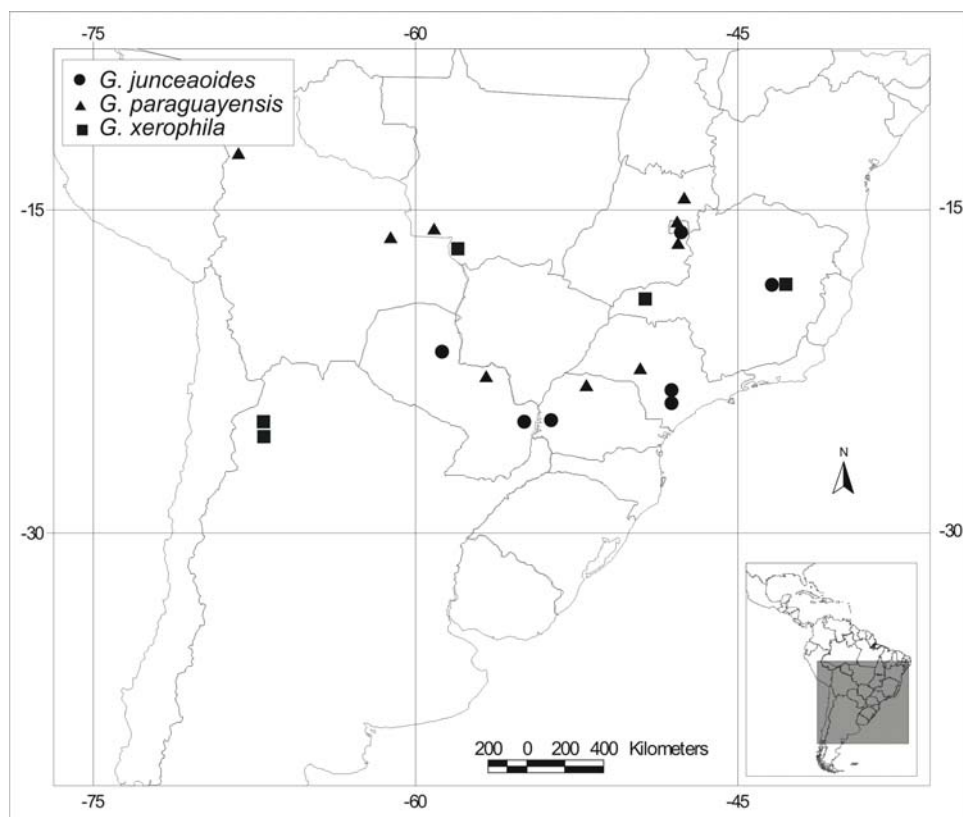 -75 -60 -45
G. junceaoides
G. paraguayensis
G. xerophila
-15 -15
N
-30 -30
200 0 200 400 Kilometers
-75 -60 -45